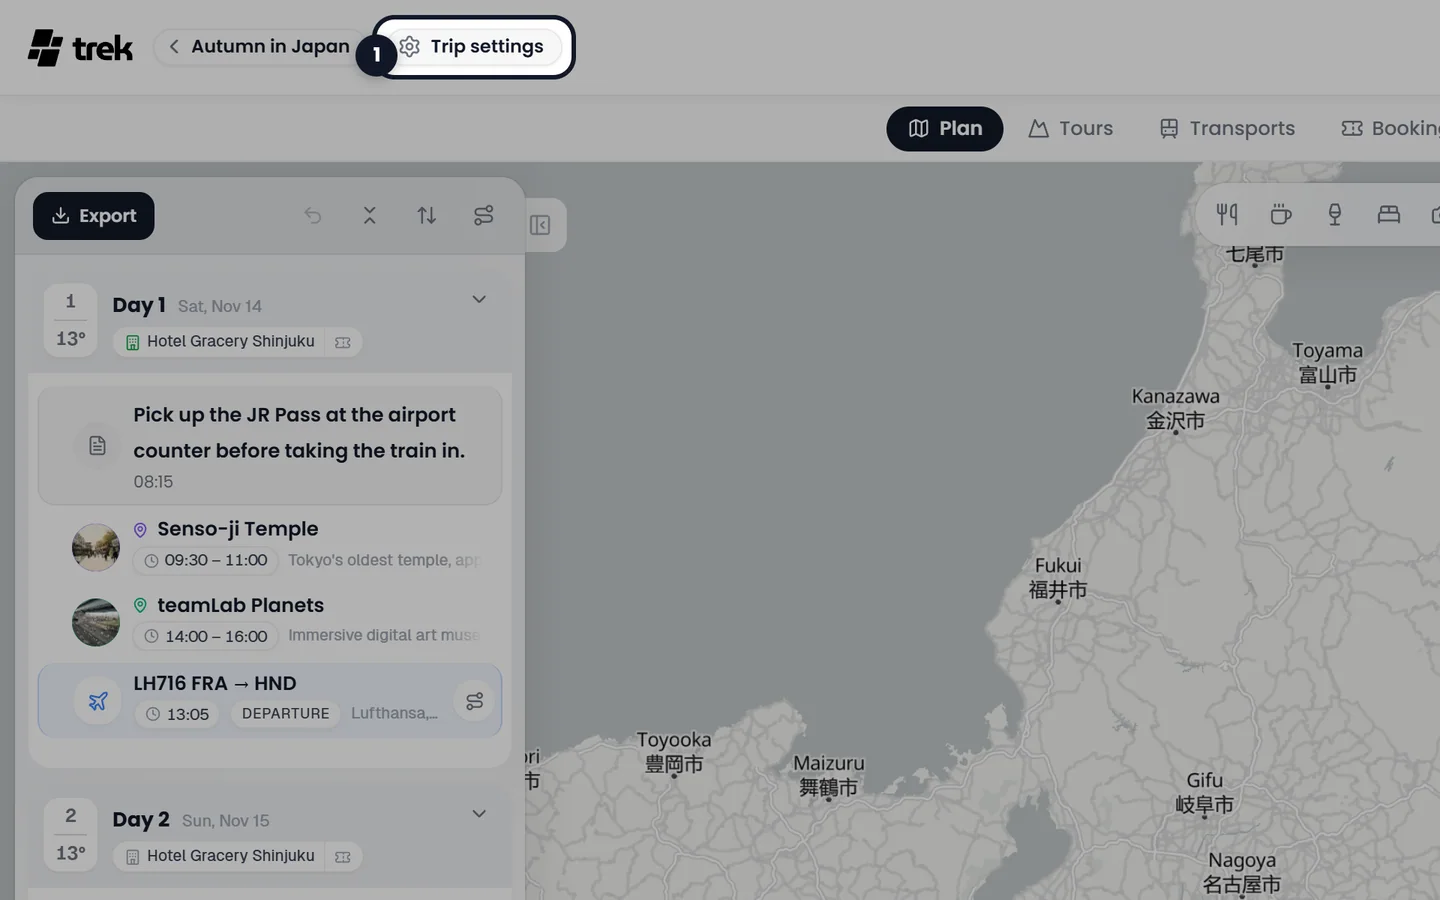 trek
Autumn in Japan
1
Trip settings
Plan
Tours
Transports
Export
1
13°
Day 1 Sat, Nov 14
Hotel Gracery Shinjuku
Pick up the JR Pass at the airport
counter before taking the train in.
08:15
Senso-ji Temple
09:30 – 11:00 Tokyo's oldest temple,
teamLab Planets
14:00 – 16:00 Immersive digital art
LH716 FRA → HND
13:05 DEPARTURE Lufthansa,...
2
13°
Day 2 Sun, Nov 15
Hotel Gracery Shinjuku
七尾市
Toyama
富山市
Kanazawa
金沢市
Fukui
福井市
Toyooka
豊岡市
Maizuru
舞鶴市
Gifu
岐阜市
Nagoya
名古屋市